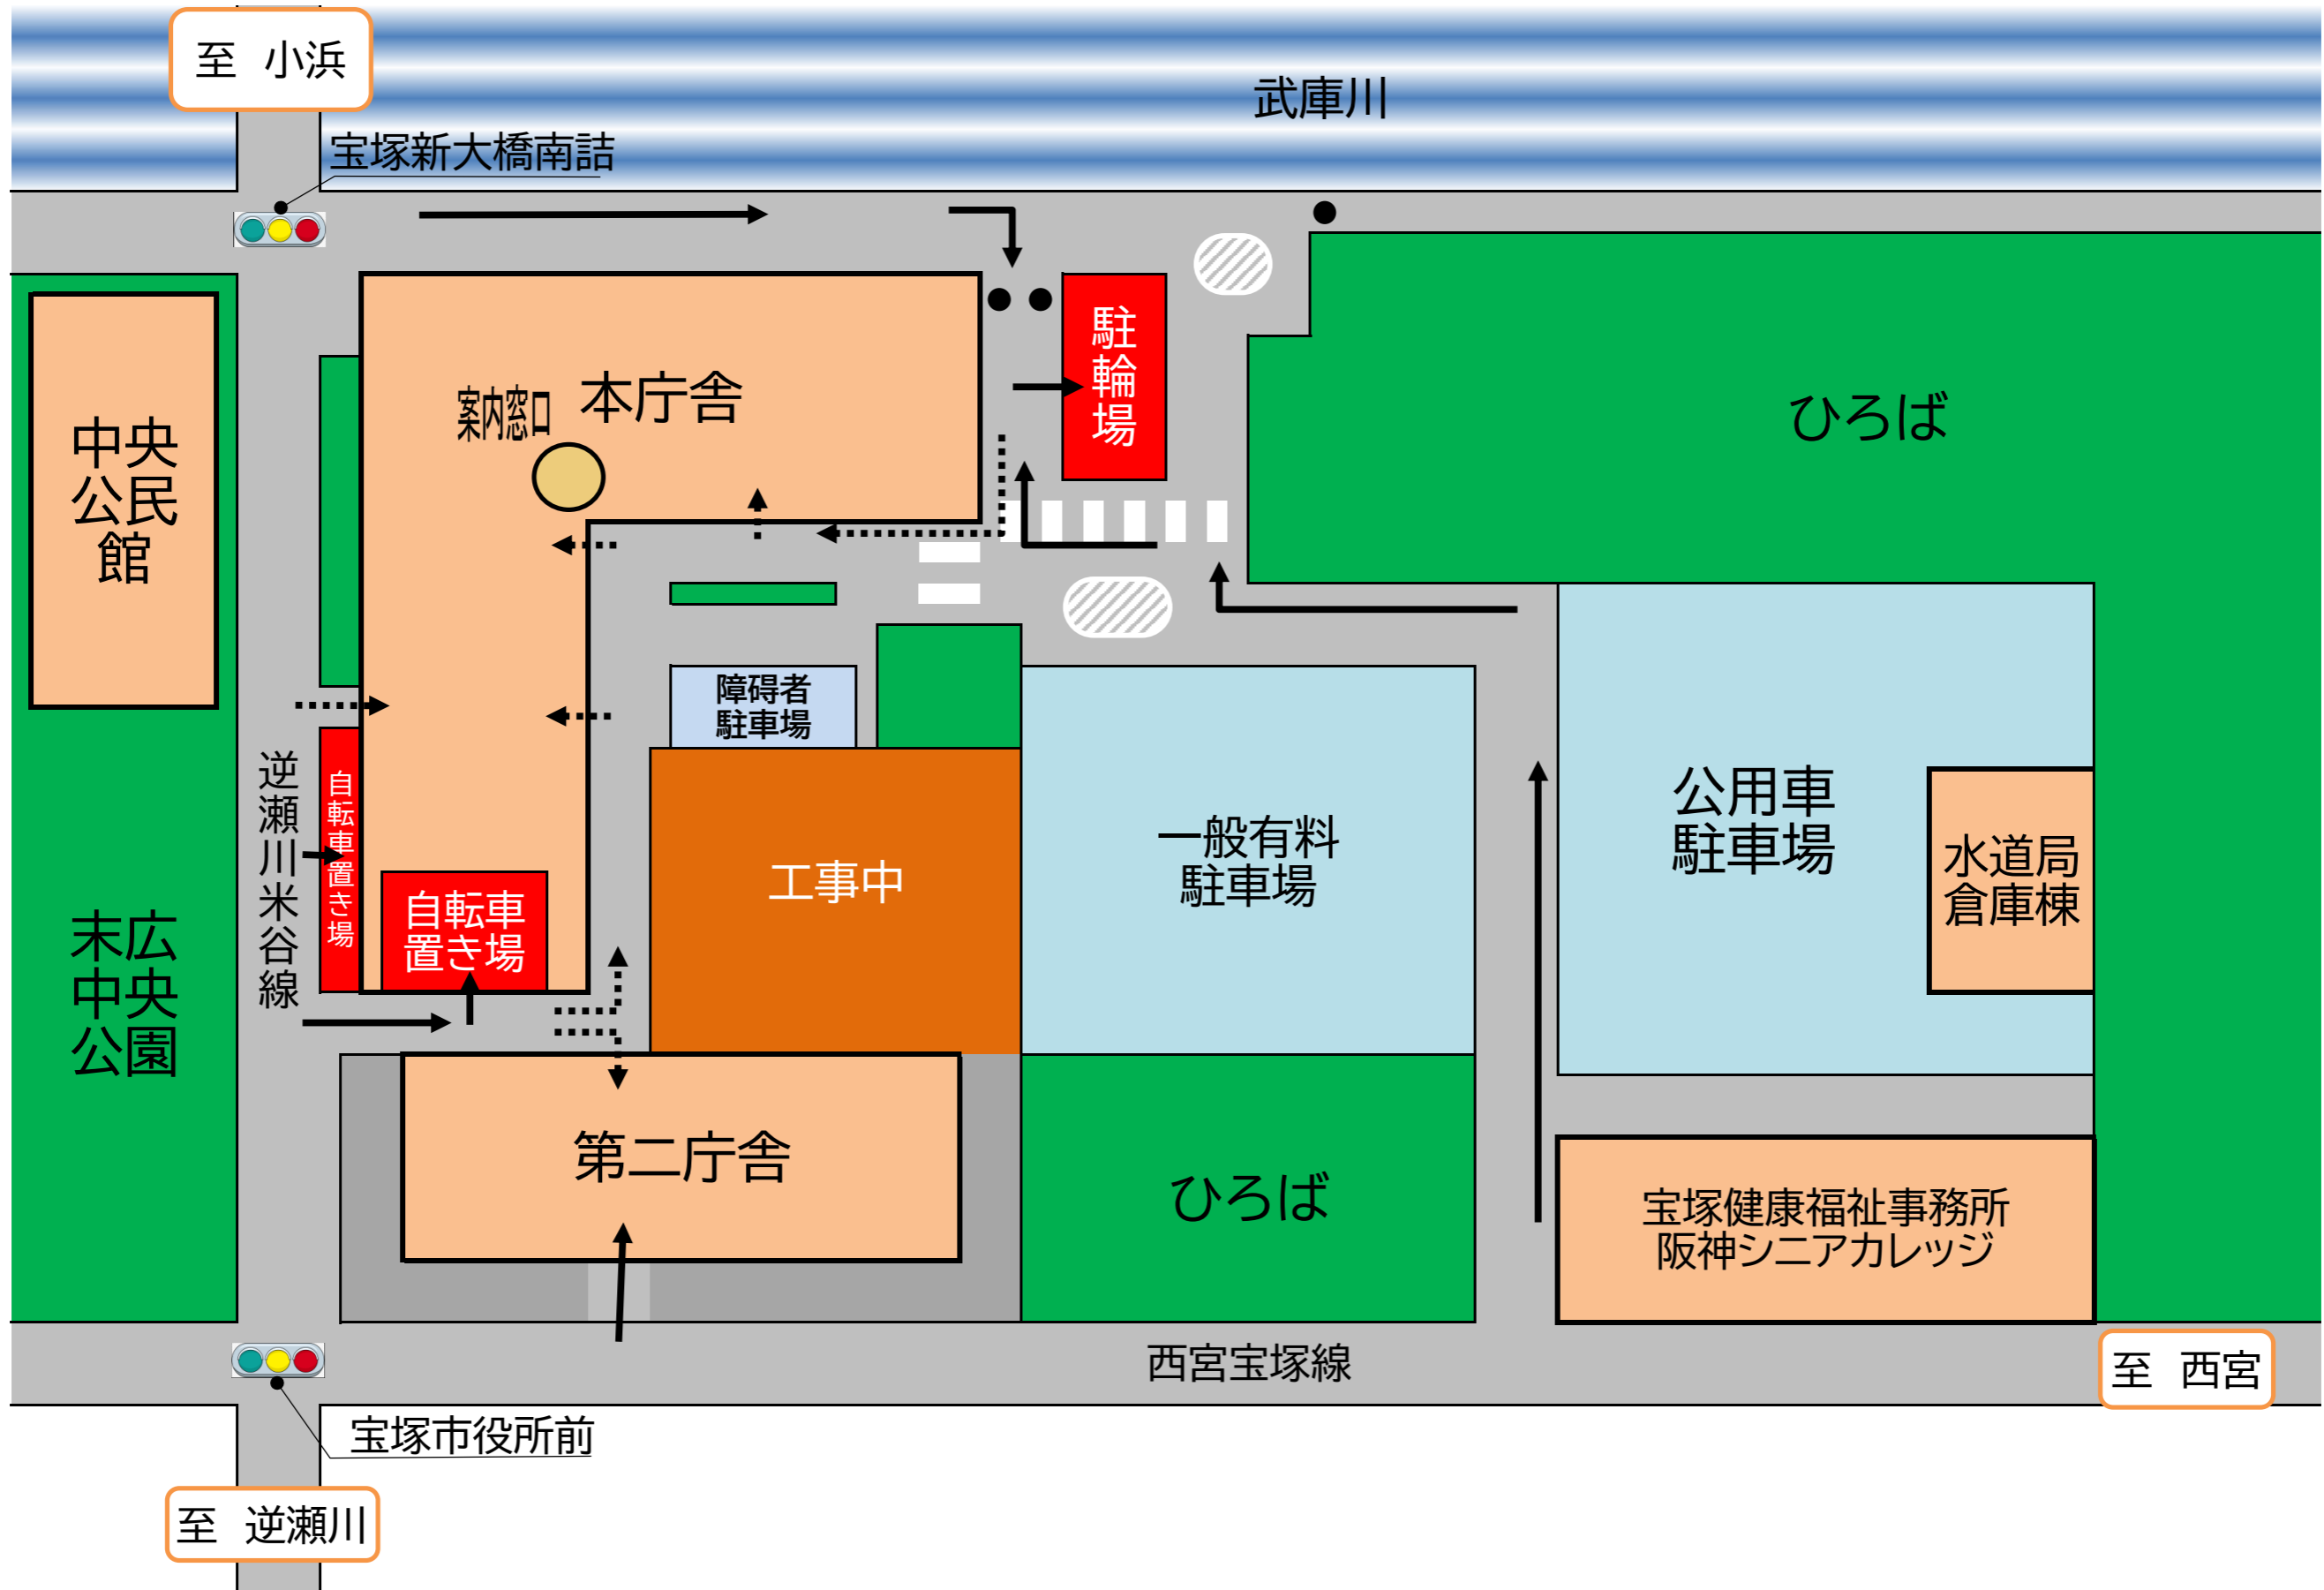 至 小浜
武庫川
宝塚新大橋南詰
駐輪場
案内窓口
本庁舎
ひろば
中央
公民
館
障碍者
駐車場
逆瀬川米谷線
自転車置き場
公用車
駐車場
一般有料
駐車場
水道局
倉庫棟
工事中
自転車
置き場
末広
中央
公園
第二庁舎
ひろば
宝塚健康福祉事務所
阪神シニアカレッジ
西宮宝塚線
至 西宮
宝塚市役所前
至 逆瀬川